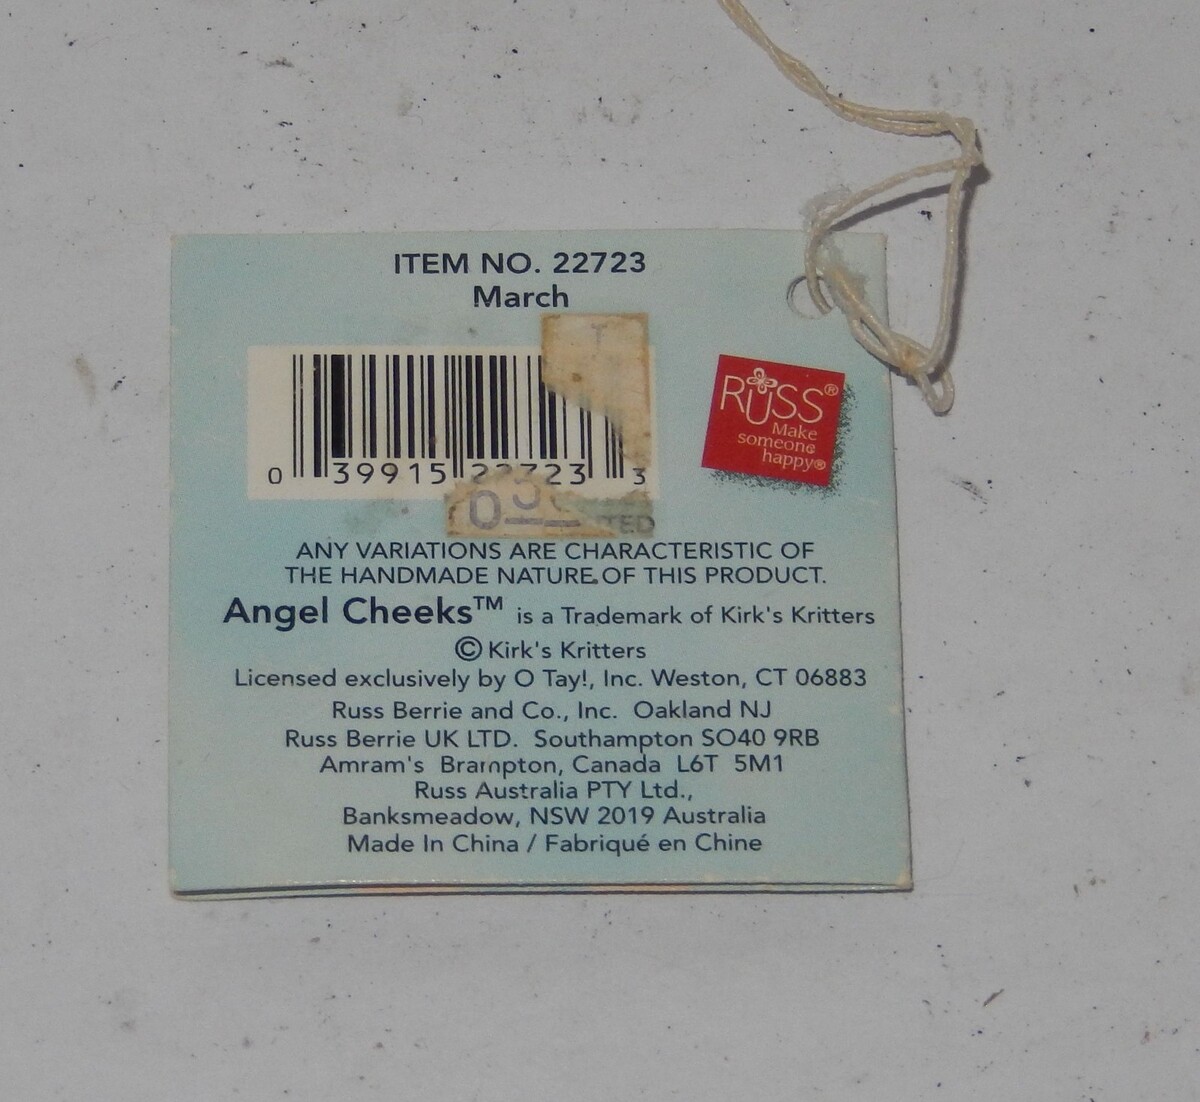 ITEM NO. 22723
March
0 39915 22723 3
RUSS®
Make
someone
happy®
ANY VARIATIONS ARE CHARACTERISTIC OF
THE HANDMADE NATURE OF THIS PRODUCT.
Angel Cheeks™ is a Trademark of Kirk's Kritters
© Kirk's Kritters
Licensed exclusively by O Tay!, Inc. Weston, CT 06883
Russ Berrie and Co., Inc. Oakland NJ
Russ Berrie UK LTD. Southampton SO40 9RB
Amram's Brampton, Canada L6T 5M1
Russ Australia PTY Ltd.,
Banksmeadow, NSW 2019 Australia
Made In China / Fabriqué en Chine